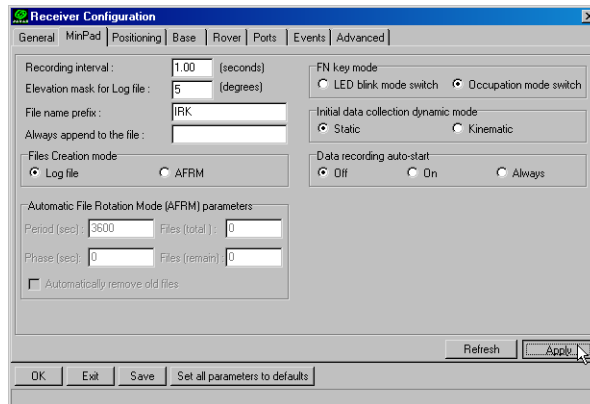 Receiver Configuration
General MinPad Positioning Base Rover Ports Events Advanced
Recording interval : 1.00 (seconds)
Elevation mask for Log file : 5 (degrees)
File name prefix : IRK
Always append to the file :
Files Creation mode
Log file AFRM
Automatic File Rotation Mode (AFRM) parameters
Period (sec) : 3600 Files (total ) : 0
Phase (sec): 0 Files (remain) : 0
Automatically remove old files
FN key mode
LED blink mode switch Occupation mode switch
Initial data collection dynamic mode
Static Kinematic
Data recording auto-start
Off On Always
Refresh Apply
OK Exit Save Set all parameters to defaults